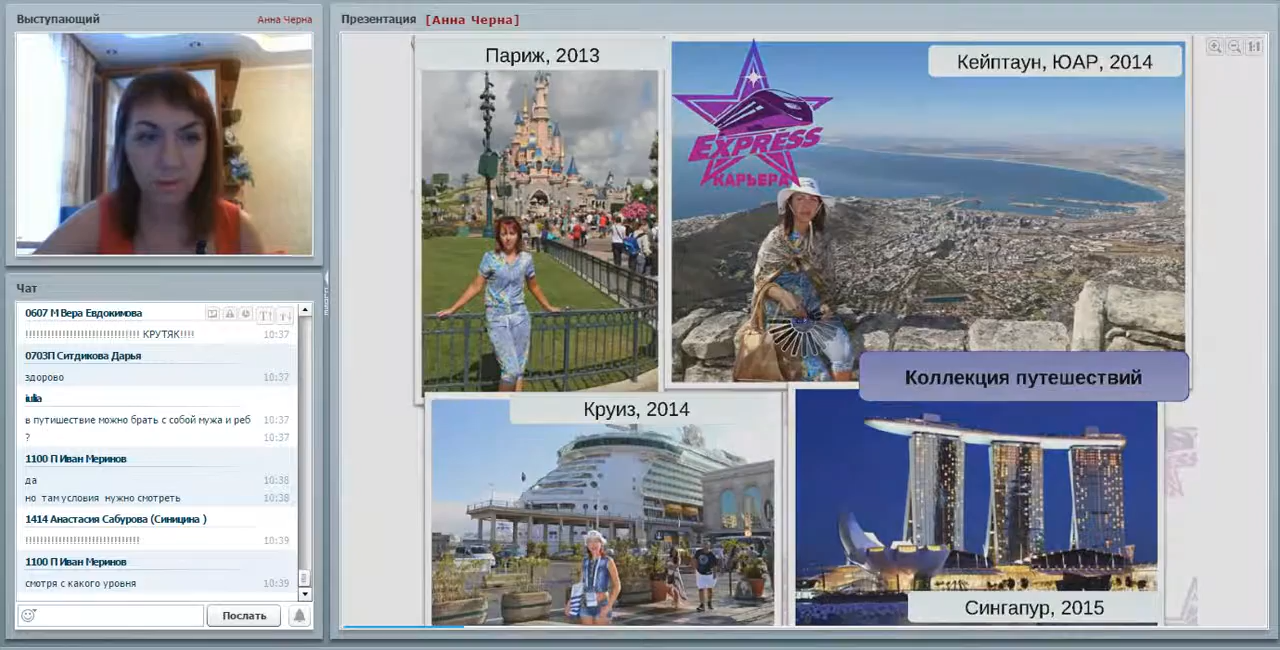 Выступающий
Анна Черна
Чат
0607 М Вера Евдокимова
!!!!!!!!!!!!!!!!!!!!!!!!!!!!!!! КРУТЯК!!!!
10:37
0703П Ситдикова Дарья
здорово
10:37
iulia
в путишествие можно брать с собой мужа и реб
10:37
?
10:37
1100 П Иван Меринов
да
10:38
но там условия нужно смотреть
10:38
1414 Анастасия Сабурова (Синицина )
!!!!!!!!!!!!!!!!!!!!!!!!!!!!!!!
10:39
1100 П Иван Меринов
смотря с какого уровня
10:39
Послать
Презентация [Анна Черна]
Париж, 2013
EXPRESS
КАРЬЕРА
Кейптаун, ЮАР, 2014
Коллекция путешествий
Круиз, 2014
Сингапур, 2015
1:1